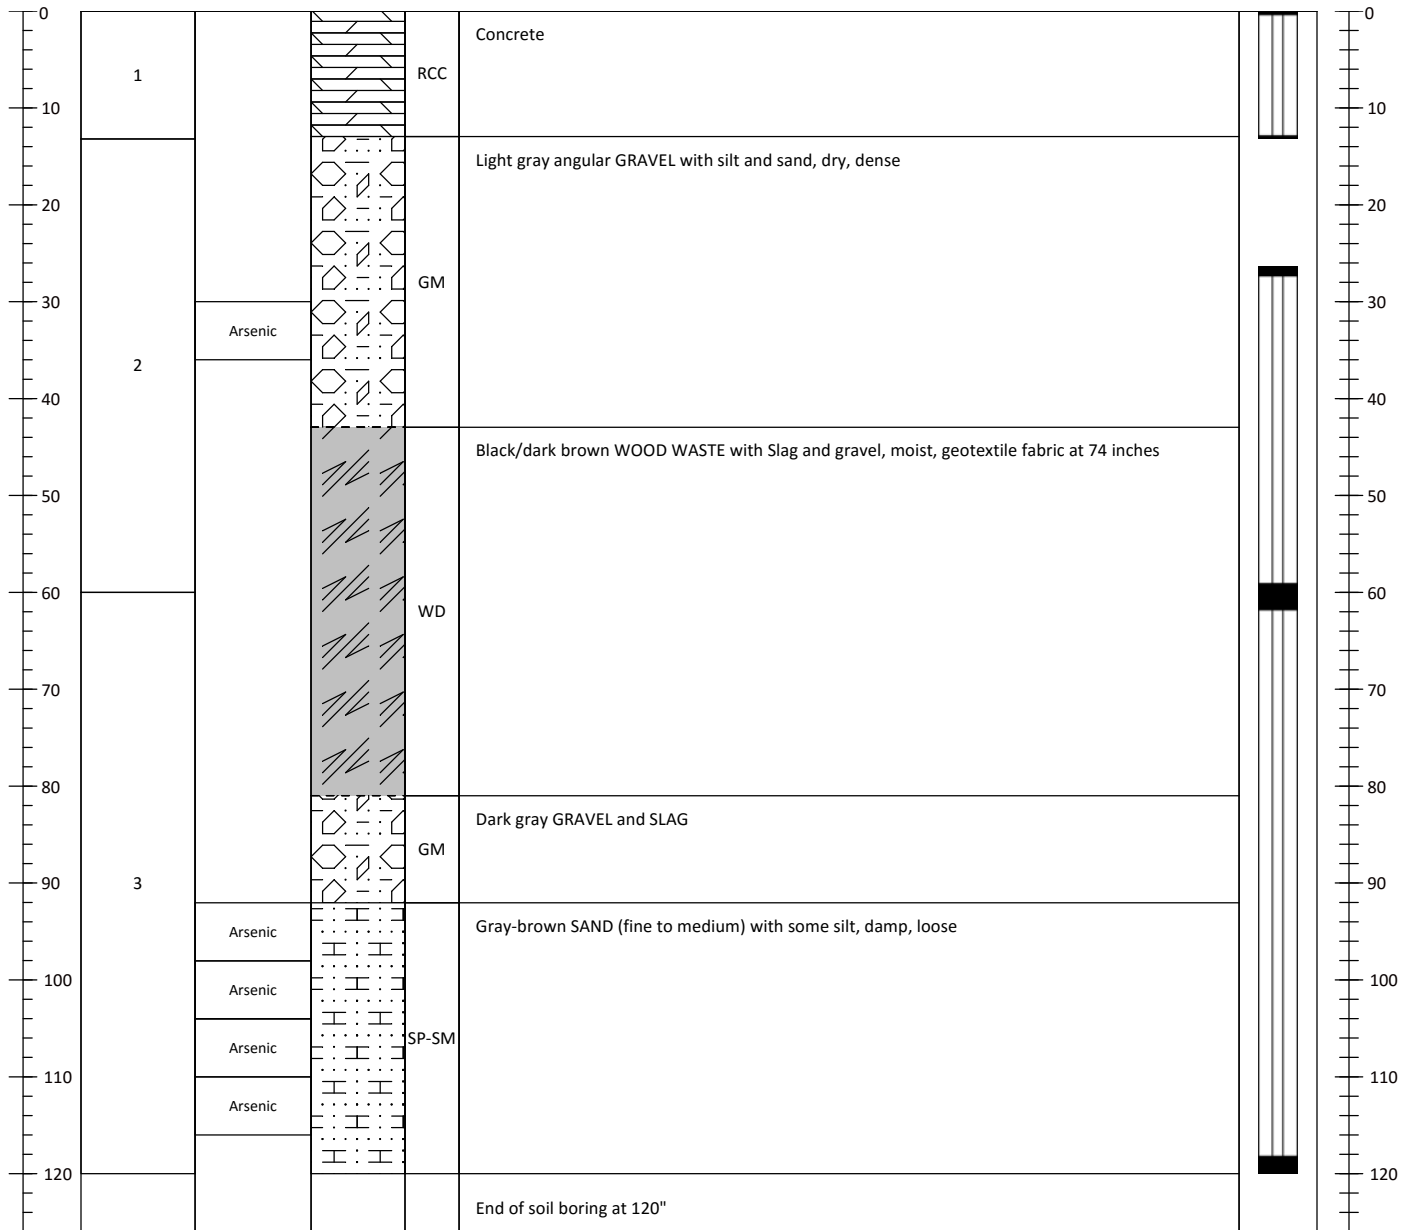 0
0
Concrete
1
RCC
10
10
Light gray angular GRAVEL with silt and sand, dry, dense
20
20
GM
30
30
Arsenic
2
40
40
Black/dark brown WOOD WASTE with Slag and gravel, moist, geotextile fabric at 74 inches
50
50
60
60
WD
70
70
80
80
Dark gray GRAVEL and SLAG
GM
90
3
90
Gray-brown SAND (fine to medium) with some silt, damp, loose
Arsenic
100
100
Arsenic
SP-SM
Arsenic
110
110
Arsenic
120
120
End of soil boring at 120"